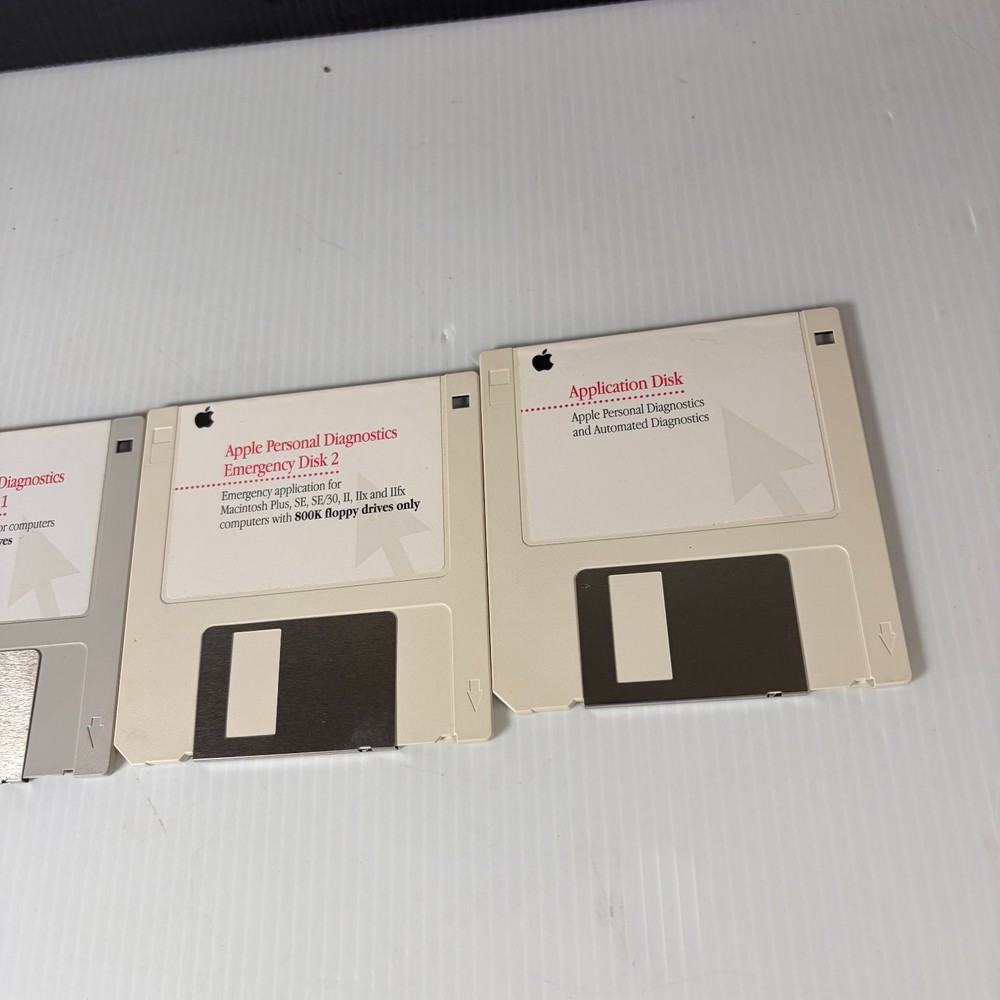 Diagnostics
1
or computers
ves
Apple Personal Diagnostics
Emergency Disk 2
Emergency application for
Macintosh Plus, SE, SE/30, II, IIx and IIfx
computers with 800K floppy drives only
Application Disk
Apple Personal Diagnostics
and Automated Diagnostics